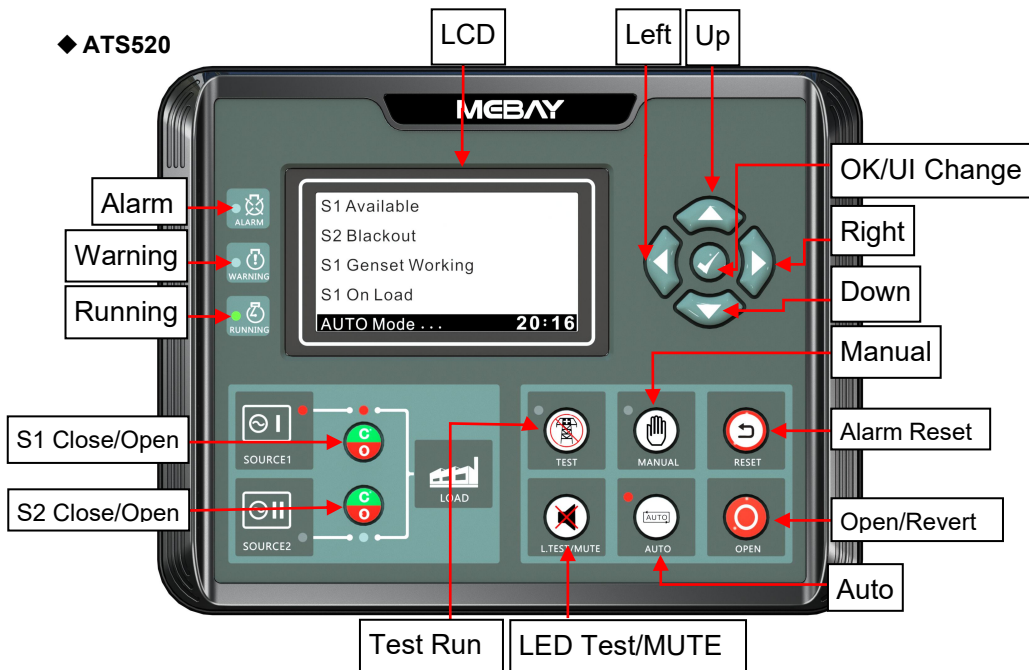 ◆ ATS520
LCD
Left
Up
MEBAY
OK/UI Change
Alarm
ALARM
S1 Available
S2 Blackout
Right
Warning
WARNING
S1 Genset Working
S1 On Load
Down
Running
RUNNING
AUTO Mode . . . 20:16
Manual
S1 Close/Open
I
SOURCE1
C
O
TEST
MANUAL
RESET
Alarm Reset
LOAD
S2 Close/Open
II
SOURCE2
C
O
L.TEST/MUTE
AUTO
AUTO
OPEN
Open/Revert
Auto
Test Run
LED Test/MUTE